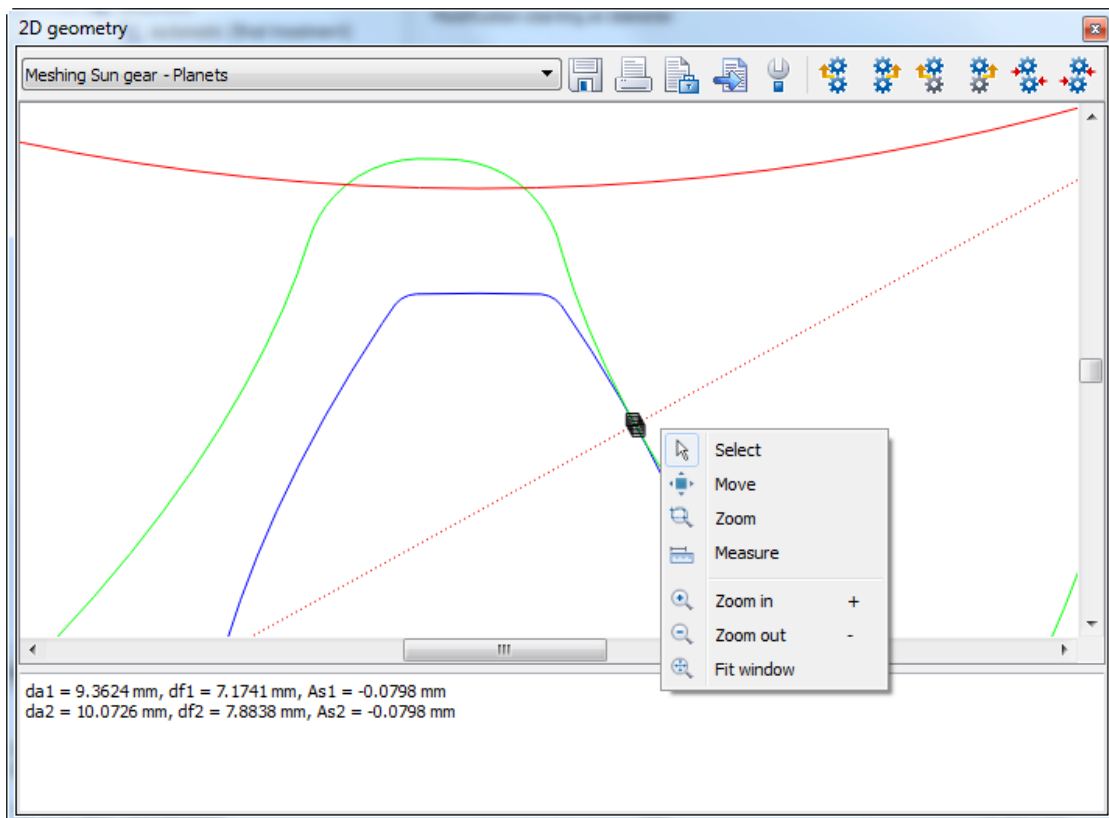 2D geometry
Meshing Sun gear - Planets
Select
Move
Zoom
Measure
Zoom in +
Zoom out -
Fit window
da1 = 9.3624 mm, df1 = 7.1741 mm, As1 = -0.0798 mm
da2 = 10.0726 mm, df2 = 7.8838 mm, As2 = -0.0798 mm